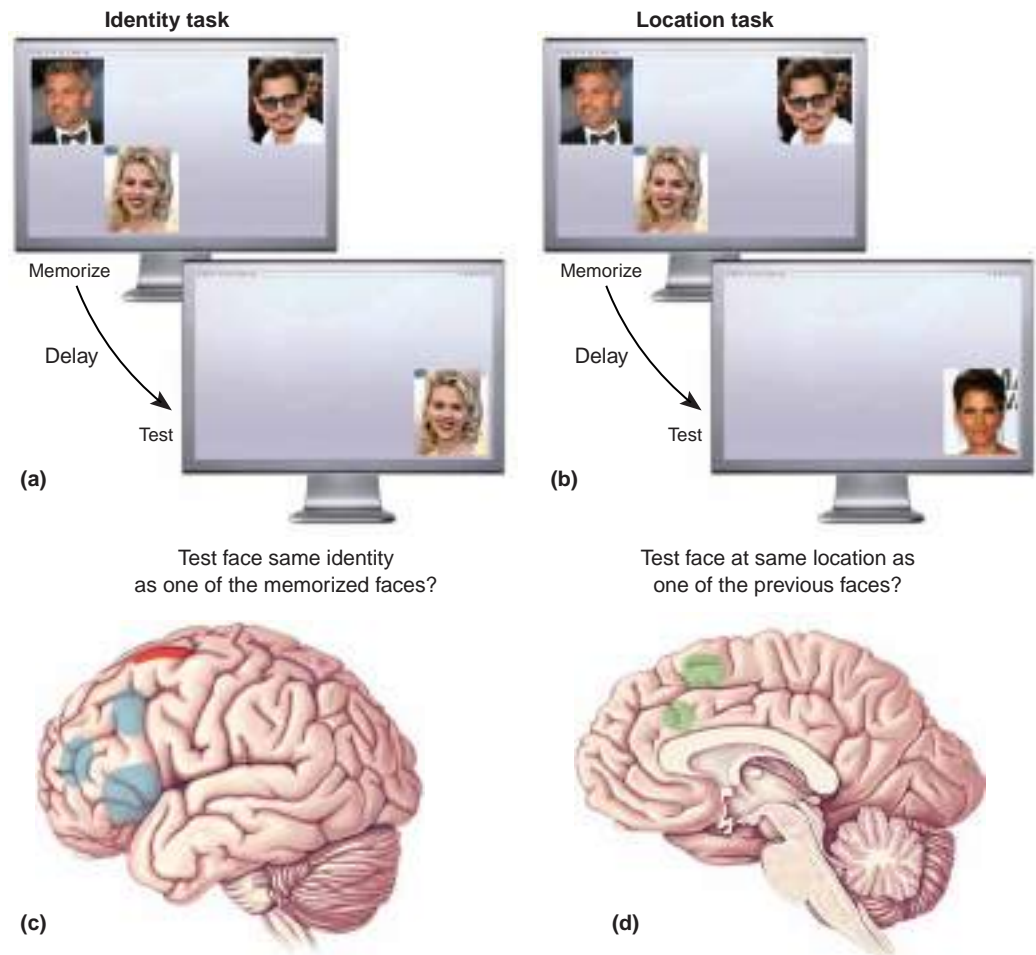 Identity task
Location task
Memorize
Delay
Test
(a)
Memorize
Delay
Test
(b)
Test face same identity
as one of the memorized faces?
Test face at same location as
one of the previous faces?
(c)
(d)